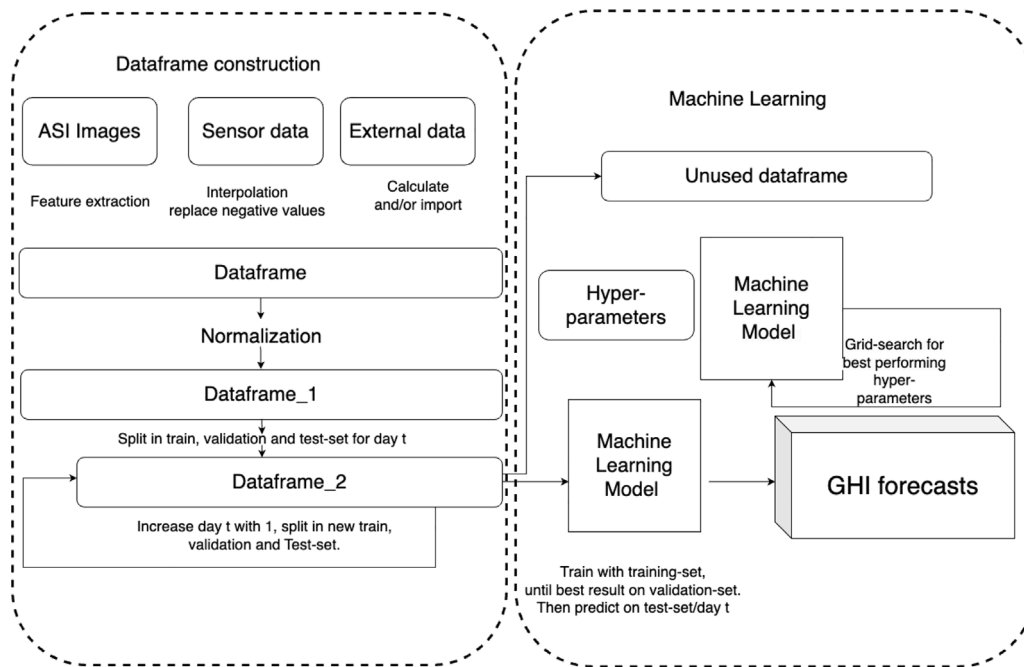 Dataframe construction
ASI Images
Sensor data
External data
Feature extraction
Interpolation
replace negative values
Calculate
and/or import
Dataframe
Normalization
Dataframe_1
Split in train, validation and test-set for day t
Dataframe_2
Increase day t with 1, split in new train,
validation and Test-set.
Machine Learning
Unused dataframe
Hyper-
parameters
Machine
Learning
Model
Grid-search for
best performing
hyper-
parameters
Machine
Learning
Model
GHI forecasts
Train with training-set,
until best result on validation-set.
Then predict on test-set/day t